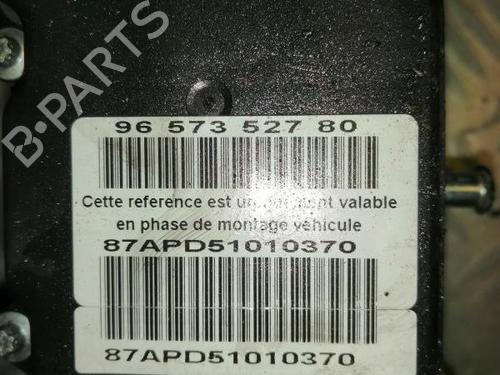 96 573 527 80
Cette reference est valable
en phase de montage véhicule
87APD51010370
87APD51010370
B-PARTS